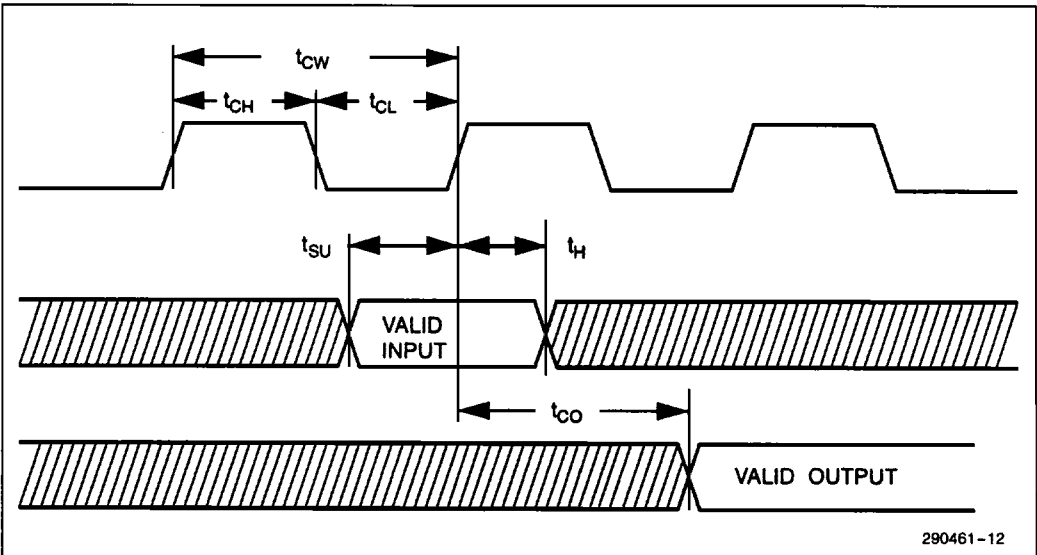 tCW
tCH
tCL
tSU
tH
VALID
INPUT
tCO
VALID OUTPUT
290461-12